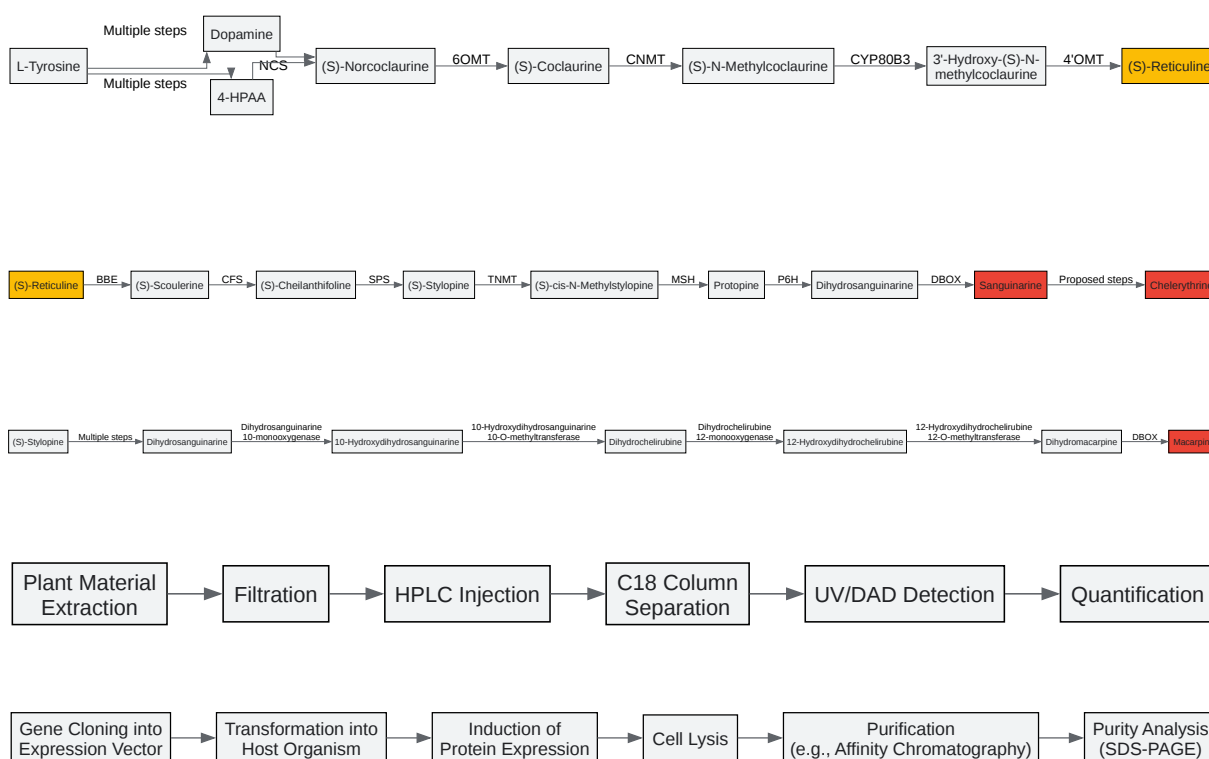 Multiple steps
Dopamine
L-Tyrosine
Multiple steps
4-HPAA
NCS
(S)-Norcoclaurine
6OMT
(S)-Coclaurine
CNMT
(S)-N-Methylcoclaurine
CYP80B3
3'-Hydroxy-(S)-N-
methylcoclaurine
4'OMT
(S)-Reticuline
(S)-Reticuline
BBE
(S)-Scoulerine
CFS
(S)-Cheilanthifoline
SPS
(S)-Stylopine
TNMT
(S)-cis-N-Methylstylopine
MSH
Protopine
P6H
Dihydrosanguinarine
DBOX
Sanguinarine
Proposed steps
Chelerythrine
(S)-Stylopine
Multiple steps
Dihydrosanguinarine
Dihydrosanguinarine
10-monooxygenase
10-Hydroxydihydrosanguinarine
10-Hydroxydihydrosanguinarine
10-O-methyltransferase
Dihydrochelirubine
Dihydrochelirubine
12-monooxygenase
12-Hydroxydihydrochelirubine
12-Hydroxydihydrochelirubine
12-O-methyltransferase
Dihydromacarpine
DBOX
Macarpine
Plant Material
Extraction
Filtration
HPLC Injection
C18 Column
Separation
UV/DAD Detection
Quantification
Gene Cloning into
Expression Vector
Transformation into
Host Organism
Induction of
Protein Expression
Cell Lysis
Purification
(e.g., Affinity Chromatography)
Purity Analysis
(SDS-PAGE)